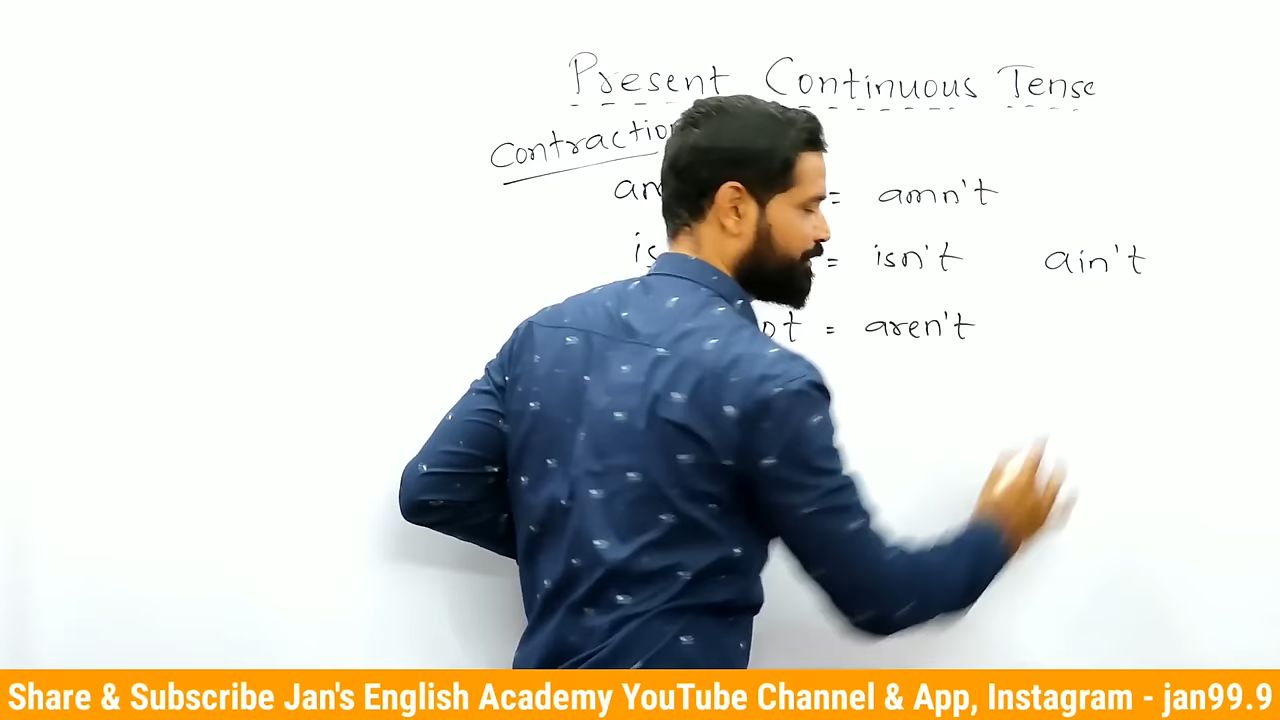 Present Continuous Tense
contractio
am = amn't
is = isn't ain't
ot = aren't
Share & Subscribe Jan's English Academy YouTube Channel & App, Instagram - jan99.9